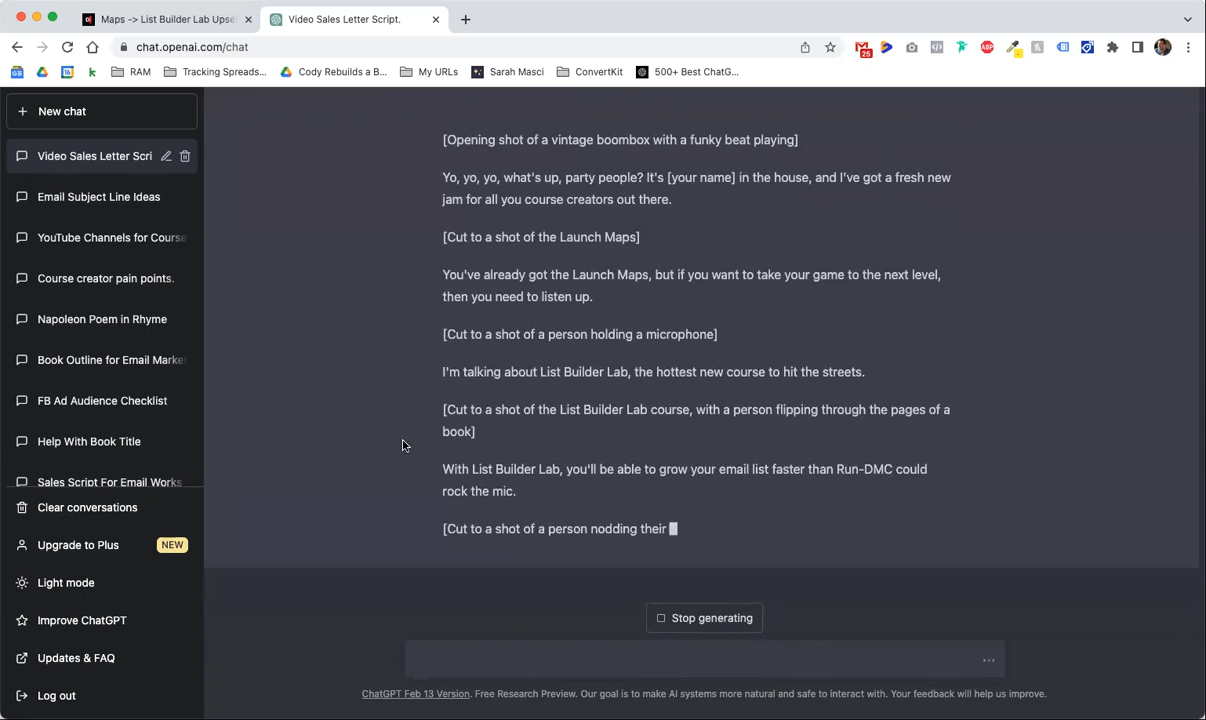 Maps -> List Builder Lab Upse
Video Sales Letter Script.
chat.openai.com/chat
25
ABP
RAM
Tracking Spreads...
Cody Rebuilds a B...
My URLs
Sarah Masci
ConvertKit
500+ Best ChatG...
New chat
Video Sales Letter Scri
Email Subject Line Ideas
YouTube Channels for Course
Course creator pain points.
Napoleon Poem in Rhyme
Book Outline for Email Marke
FB Ad Audience Checklist
Help With Book Title
Sales Script For Email Works
Clear conversations
Upgrade to Plus NEW
Light mode
Improve ChatGPT
Updates & FAQ
Log out
[Opening shot of a vintage boombox with a funky beat playing]
Yo, yo, yo, what's up, party people? It's [your name] in the house, and I've got a fresh new
jam for all you course creators out there.
[Cut to a shot of the Launch Maps]
You've already got the Launch Maps, but if you want to take your game to the next level,
then you need to listen up.
[Cut to a shot of a person holding a microphone]
I'm talking about List Builder Lab, the hottest new course to hit the streets.
[Cut to a shot of the List Builder Lab course, with a person flipping through the pages of a
book]
With List Builder Lab, you'll be able to grow your email list faster than Run-DMC could
rock the mic.
[Cut to a shot of a person nodding their
Stop generating
ChatGPT Feb 13 Version. Free Research Preview. Our goal is to make AI systems more natural and safe to interact with. Your feedback will help us improve.